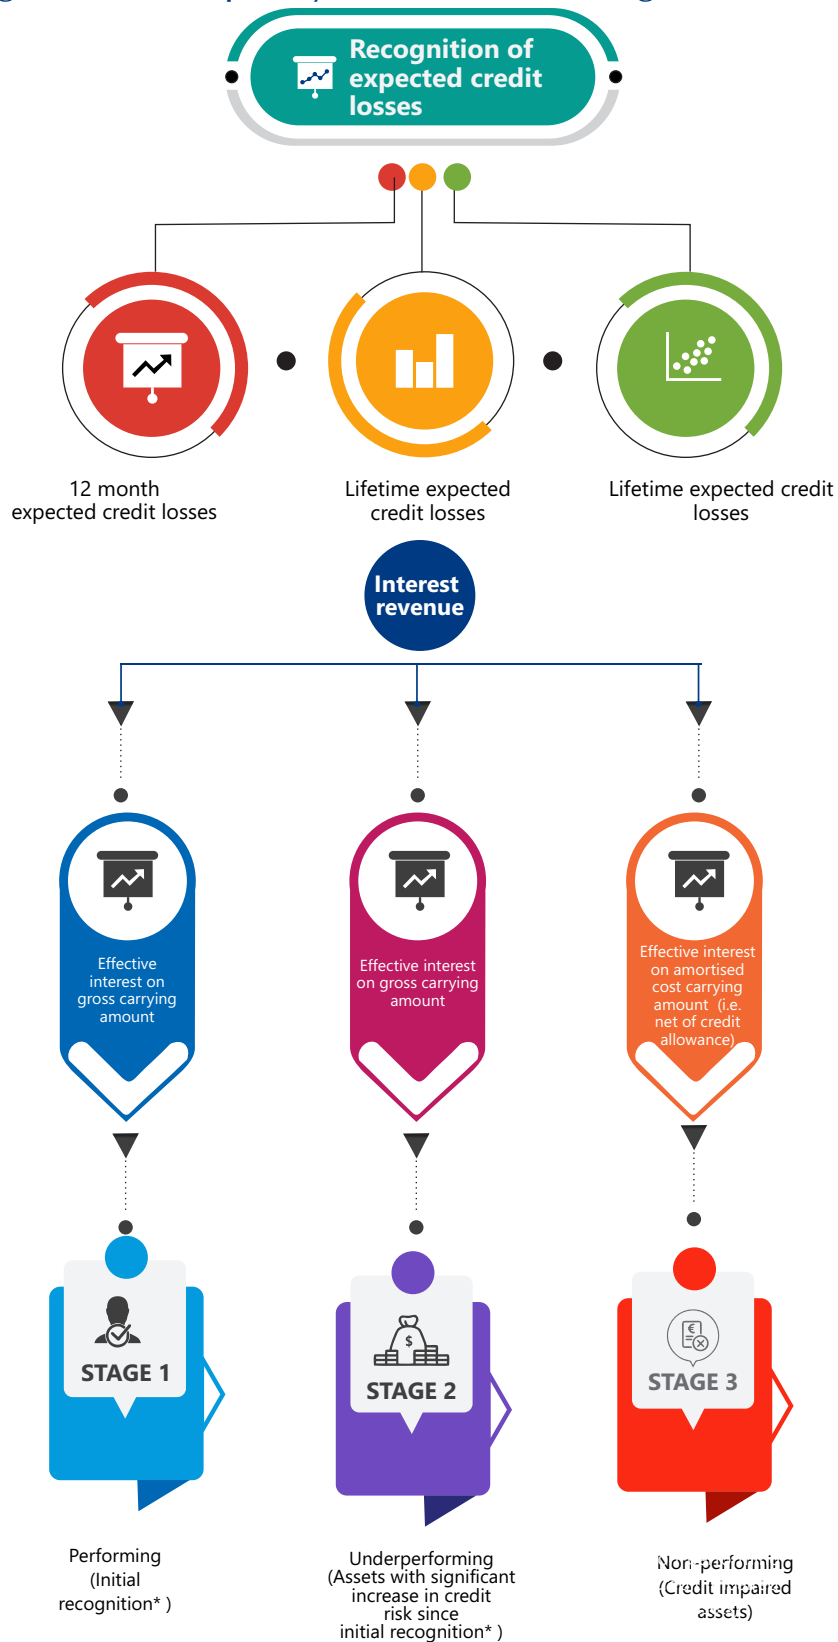 Recognition of
expected credit
losses
12 month
expected credit losses
Lifetime expected
credit losses
Lifetime expected credit
losses
Interest
revenue
Effective
interest on
gross carrying
amount
Effective interest
on gross carrying
amount
Effective interest
on amortised
cost carrying
amount (i.e.
net of credit
allowance)
STAGE 1
$
STAGE 2
€
STAGE 3
Performing
(Initial
recognition* )
Underperforming
(Assets with significant
increase in credit
risk since
initial recognition* )
Non-performing
(Credit impaired
assets)